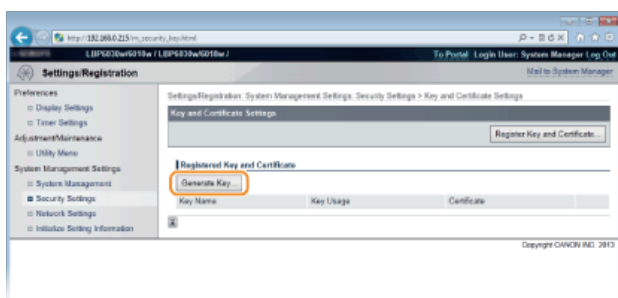 http://192.168.0.215/m_security_key.html
LBP6030w/6018w / LBP6030w/6018w /
To Portal Login User: System Manager Log Out
Settings/Registration
Mail to System Manager
Preferences
Display Settings
Timer Settings
Adjustment/Maintenance
Utility Menu
System Management Settings
System Management
Security Settings
Network Settings
Initialize Setting Information
Settings/Registration: System Management Settings: Security Settings > Key and Certificate Settings
Key and Certificate Settings
Register Key and Certificate...
Registered Key and Certificate
Generate Key...
Key Name Key Usage Certificate
Copyright CANON INC. 2013